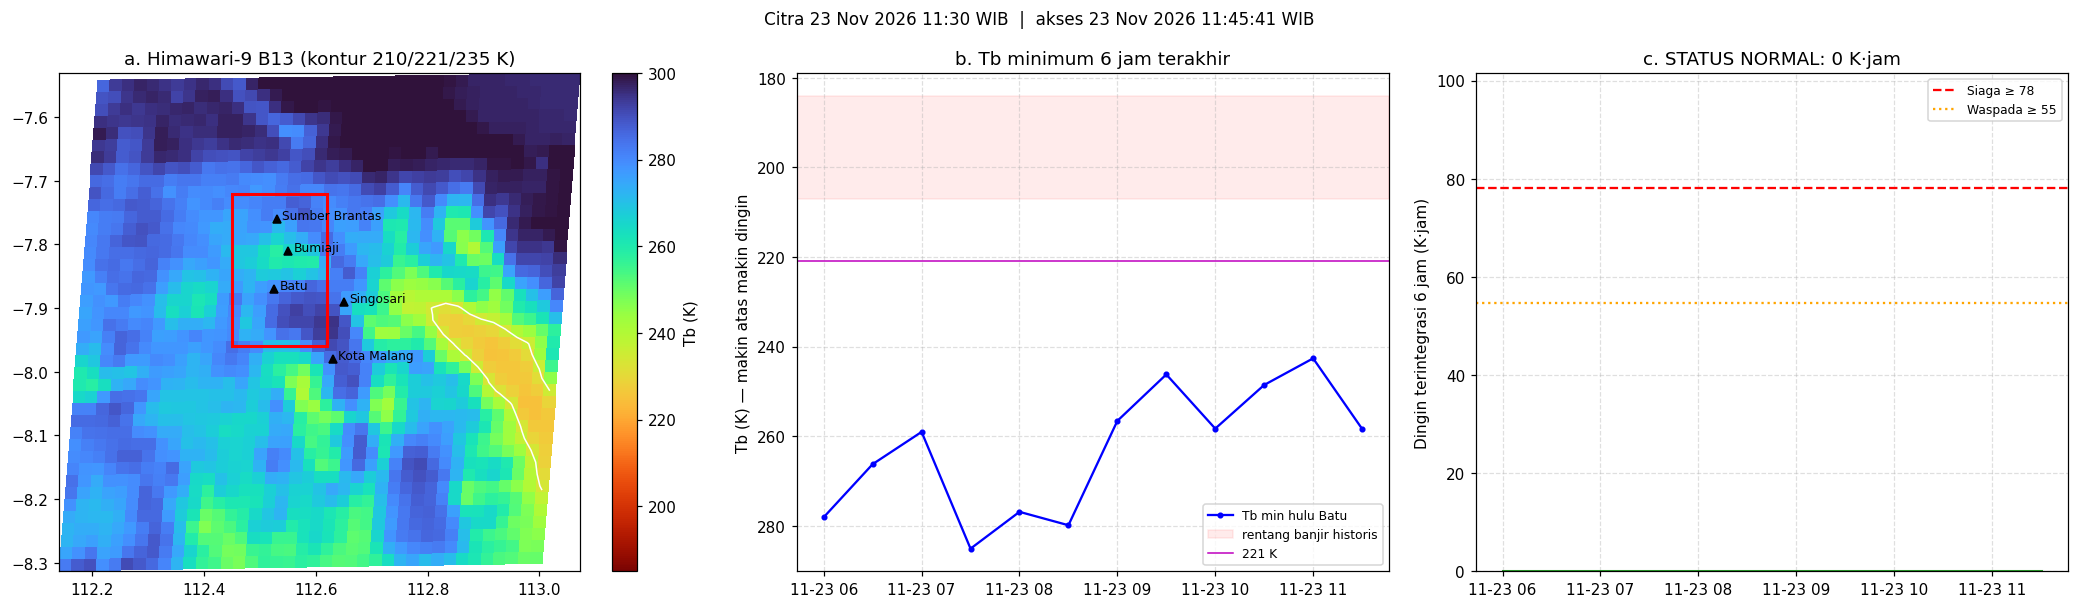 Citra 23 Nov 2026 11:30 WIB  |  akses 23 Nov 2026 11:45:41 WIB
a. Himawari-9 B13 (kontur 210/221/235 K)
−7.6
−7.7
−7.8
−7.9
−8.0
−8.1
−8.2
−8.3
112.2
112.4
112.6
112.8
113.0
Sumber Brantas
Bumiaji
Batu
Singosari
Kota Malang
300
280
260
240
220
200
Tb (K)
b. Tb minimum 6 jam terakhir
Tb (K) — makin atas makin dingin
180
200
220
240
260
280
11-23 06
11-23 07
11-23 08
11-23 09
11-23 10
11-23 11
Tb min hulu Batu
rentang banjir historis
221 K
c. STATUS NORMAL: 0 K·jam
Dingin terintegrasi 6 jam (K·jam)
100
80
60
40
20
0
11-23 06
11-23 07
11-23 08
11-23 09
11-23 10
11-23 11
Siaga ≥ 78
Waspada ≥ 55